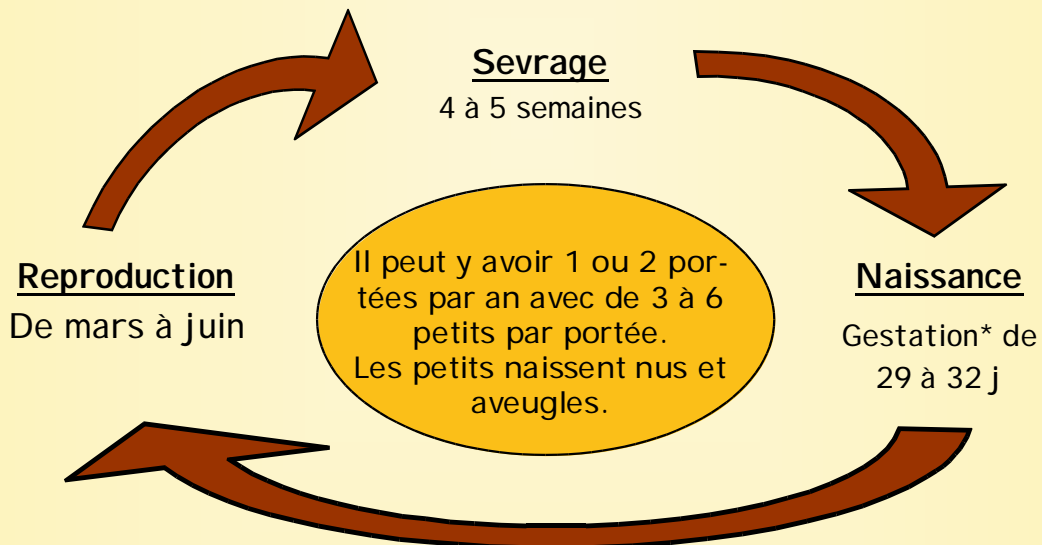 Sevrage
4 à 5 semaines
Reproduction
De mars à juin
Il peut y avoir 1 ou 2 por-
tées par an avec de 3 à 6
petits par portée.
Les petits naissent nus et
aveugles.
Naissance
Gestation* de
29 à 32 j